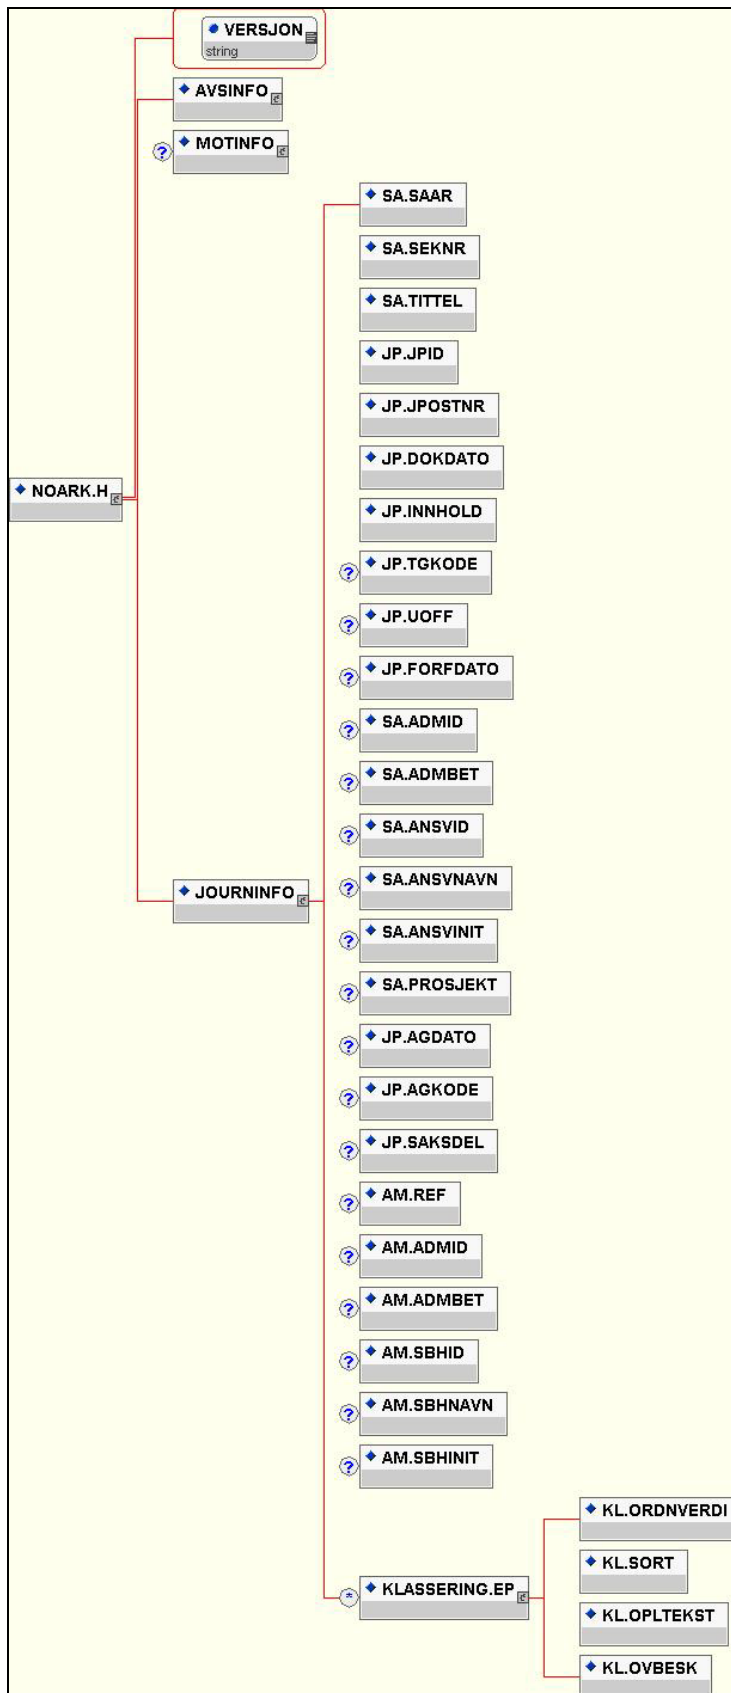 VERSJON
string
AVSINFO
? MOTINFO
SA.SAAR
SA.SEKNR
SA.TITTEL
JP.JPID
JP.JPOSTNR
JP.DOKDATO
NOARK.H
JP.INNHOLD
? JP.TGKODE
? JP.UOFF
? JP.FORFDATO
? SA.ADMID
? SA.ADMBET
? SA.ANSVID
JOURNINFO
? SA.ANSVNAVN
? SA.ANSVINIT
? SA.PROSJEKT
? JP.AGDATO
? JP.AGKODE
? JP.SAKSDEL
? AM.REF
? AM.ADMID
? AM.ADMBET
? AM.SBHID
? AM.SBHNAVN
? AM.SBHINIT
* KLASSERING.EP
KL.ORDNVERDI
KL.SORT
KL.OPLTEKST
KL.OVBESK